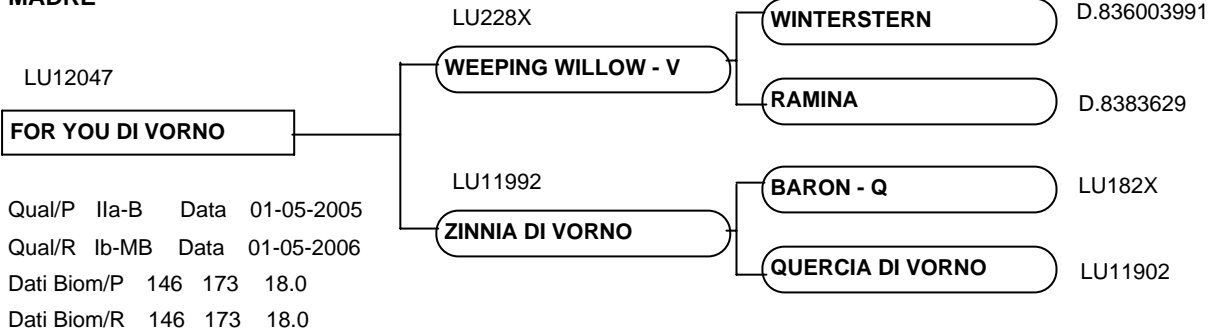 MADRE
LU228X
WINTERSTERN
D.836003991
WEEPING WILLOW - V
LU12047
RAMINA
D.8383629
FOR YOU DI VORNO
LU11992
BARON - Q
LU182X
Qual/P IIa-B Data 01-05-2005
ZINNIA DI VORNO
Qual/R Ib-MB Data 01-05-2006
QUERCIA DI VORNO
LU11902
Dati Biom/P 146 173 18.0
Dati Biom/R 146 173 18.0